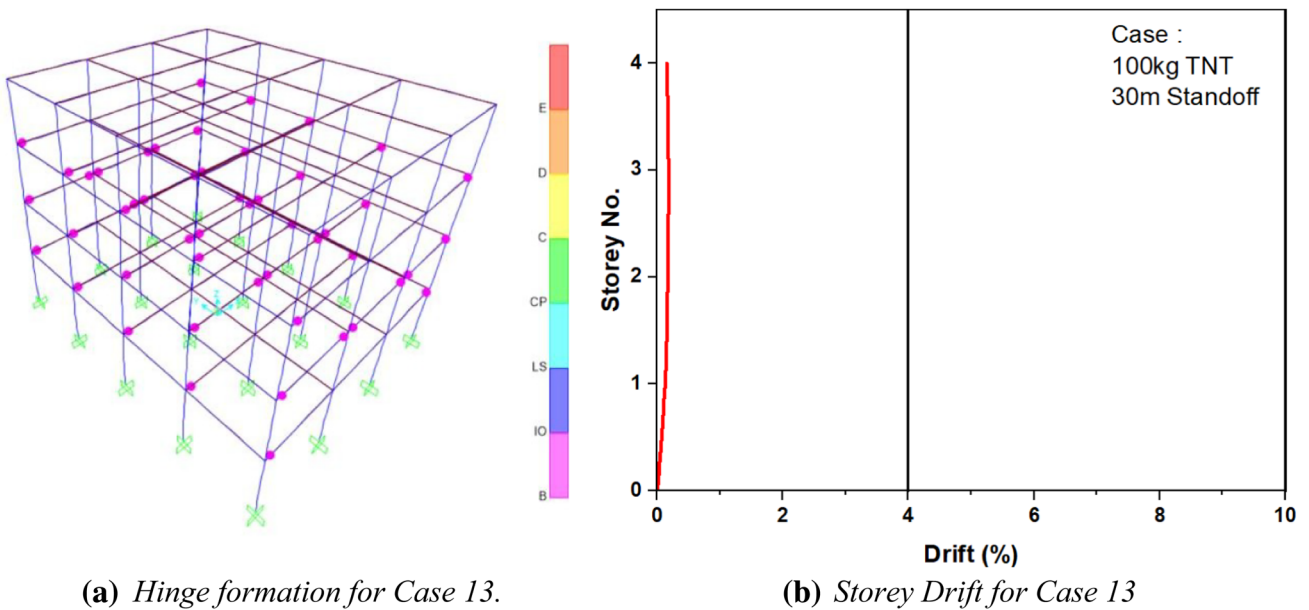 E
D
C
CP
LS
IO
B
Case :
100kg TNT
30m Standoff
Storey No.
4
3
2
1
0
0 2 4 6 8 10
Drift (%)
(a) Hinge formation for Case 13.
(b) Storey Drift for Case 13